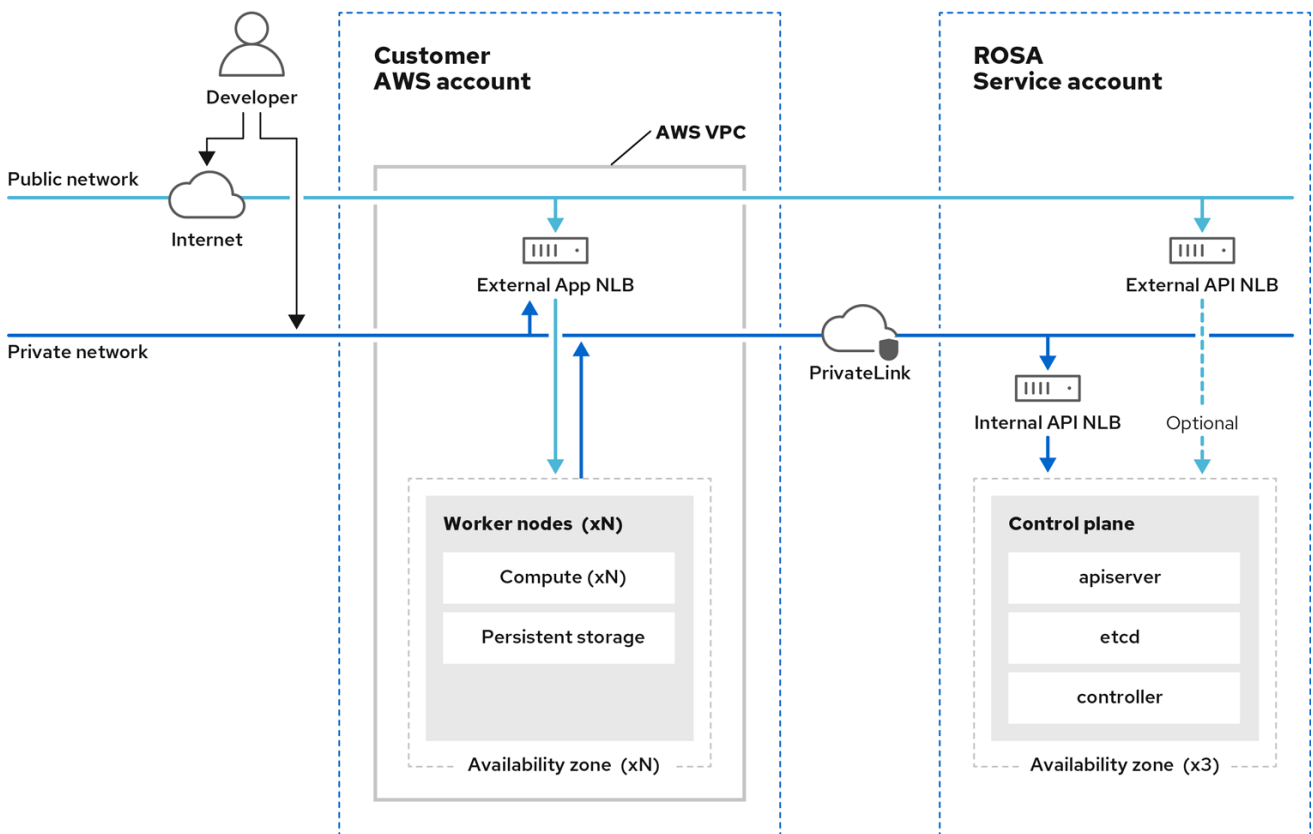 Developer
Customer
AWS account
ROSA
Service account
AWS VPC
Public network
Internet
External App NLB
External API NLB
Private network
PrivateLink
Internal API NLB
Optional
Worker nodes (xN)
Compute (xN)
Persistent storage
Availability zone (xN)
Control plane
apiserver
etcd
controller
Availability zone (x3)